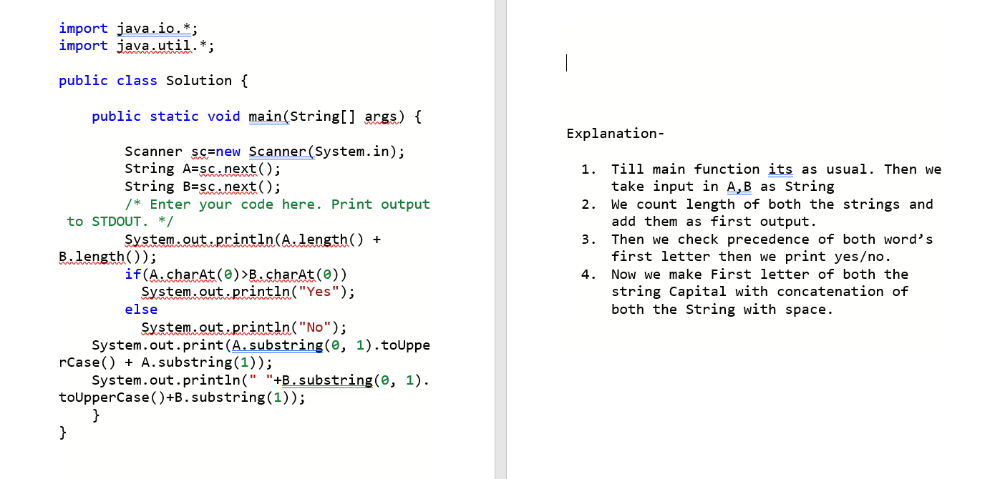 import java.io.*;
import java.util.*;
public class Solution {
public static void main(String[] args) {
Scanner sc=new Scanner(System.in);
String A=sc.next();
String B=sc.next();
/* Enter your code here. Print output
to STDOUT. */
System.out.println(A.length() +
B.length());
if(A.charAt(0)>B.charAt(0))
System.out.println("Yes");
else
System.out.println("No");
System.out.print(A.substring(0, 1).toUppe
rCase() + A.substring(1));
System.out.println(" "+B.substring(0, 1).
toUpperCase()+B.substring(1));
}
}
Explanation-
1. Till main function its as usual. Then we
take input in A,B as String
2. We count length of both the strings and
add them as first output.
3. Then we check precedence of both word’s
first letter then we print yes/no.
4. Now we make First letter of both the
string Capital with concatenation of
both the String with space.